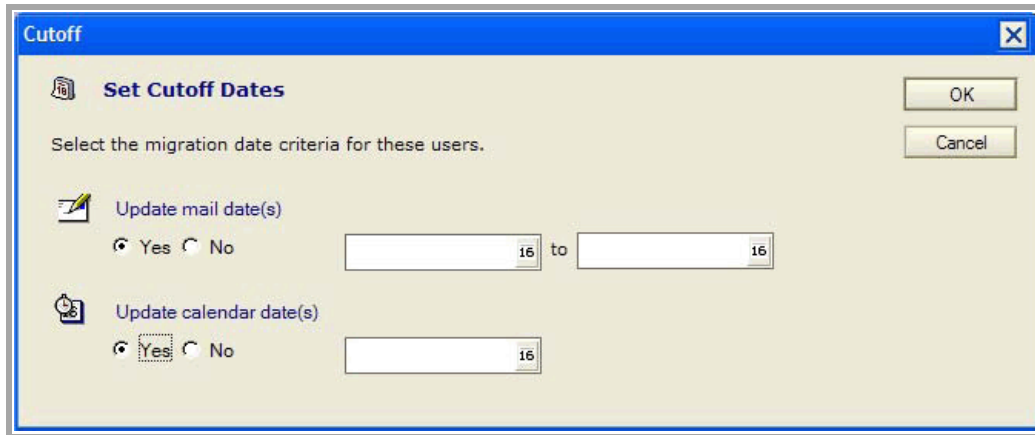 Cutoff
Set Cutoff Dates
OK
Select the migration date criteria for these users.
Cancel
Update mail date(s)
Yes No 16 to 16
Update calendar date(s)
Yes No 16